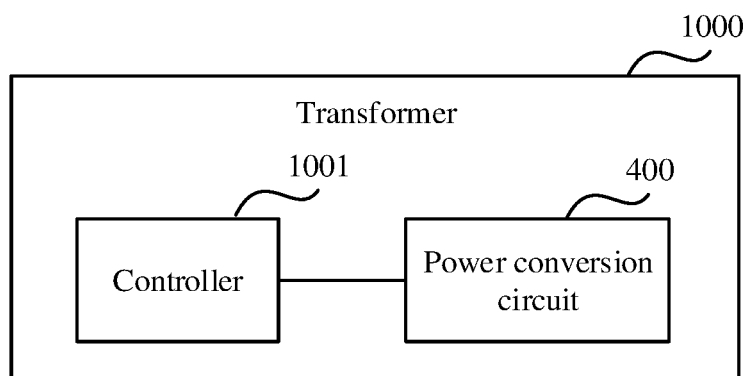 1000
Transformer
1001
400
Controller
Power conversion
circuit